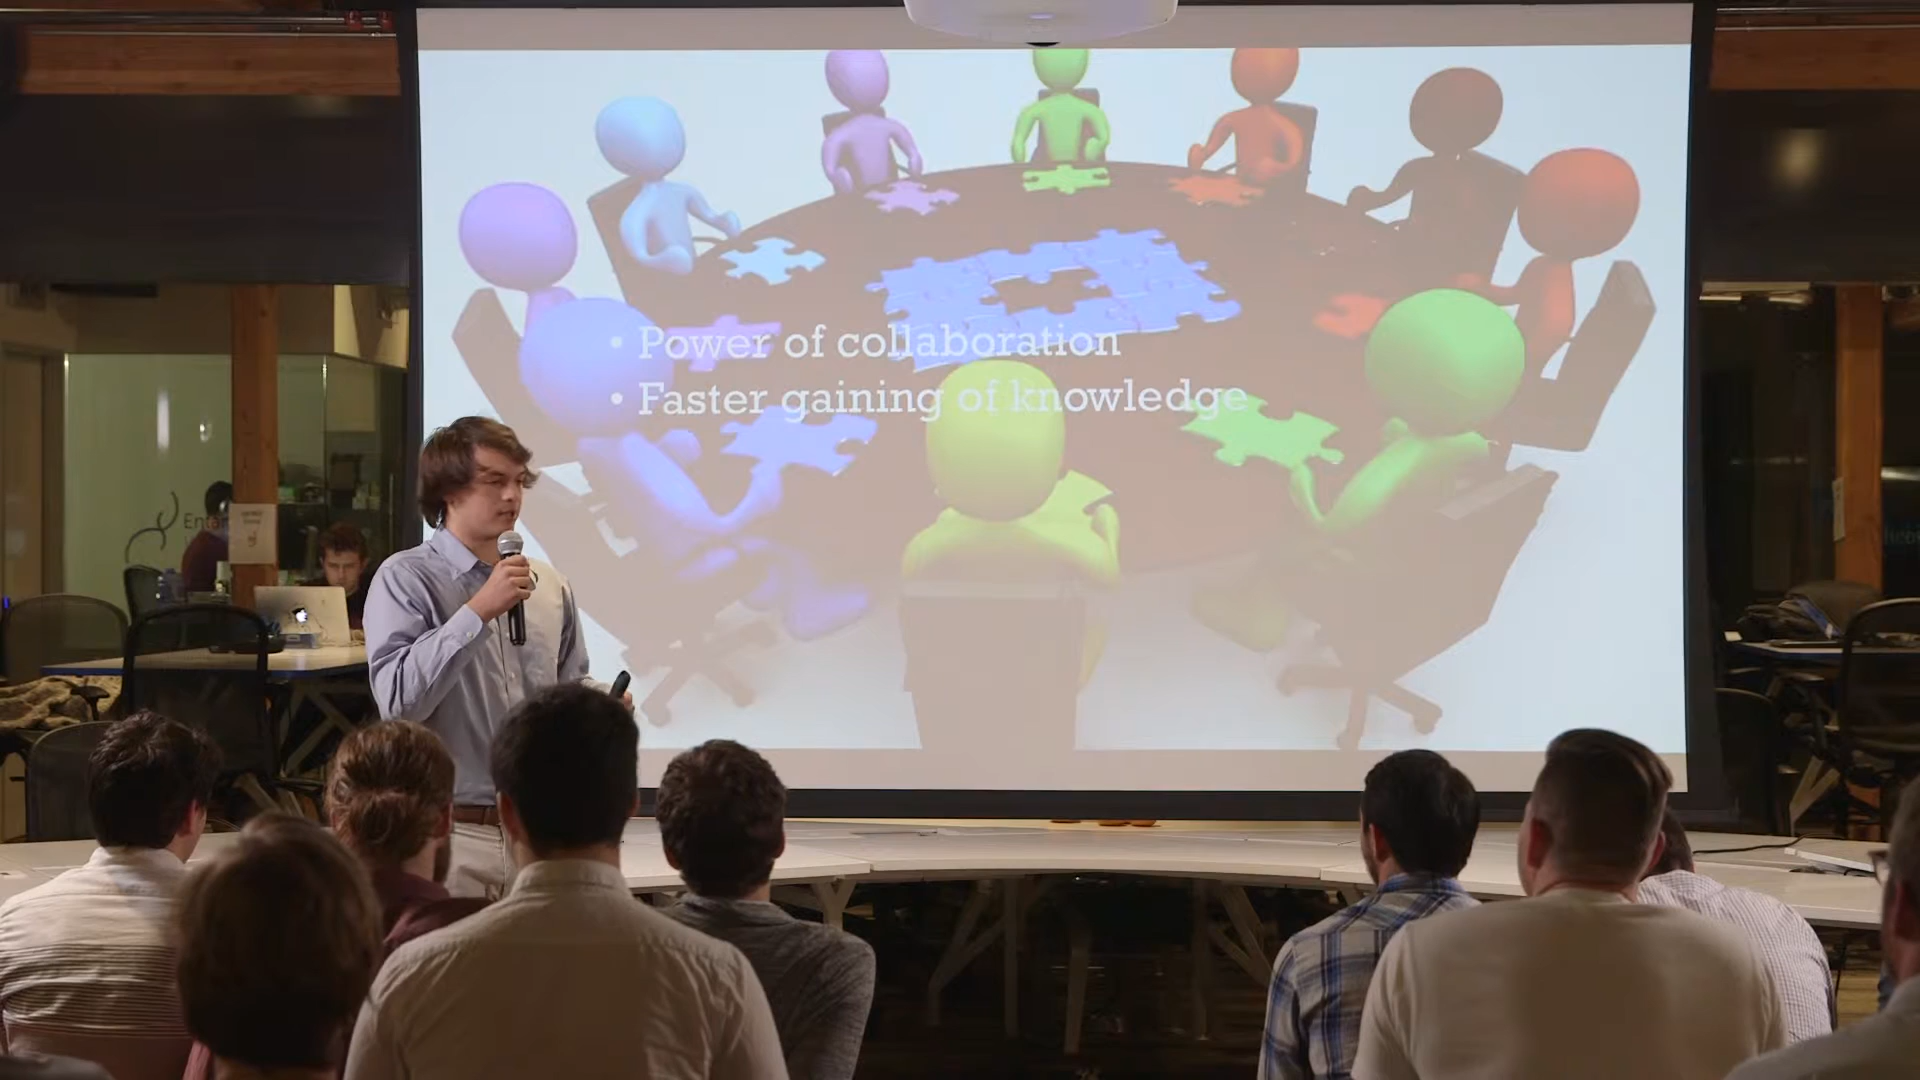 • Power of collaboration
• Faster gaining of knowledge